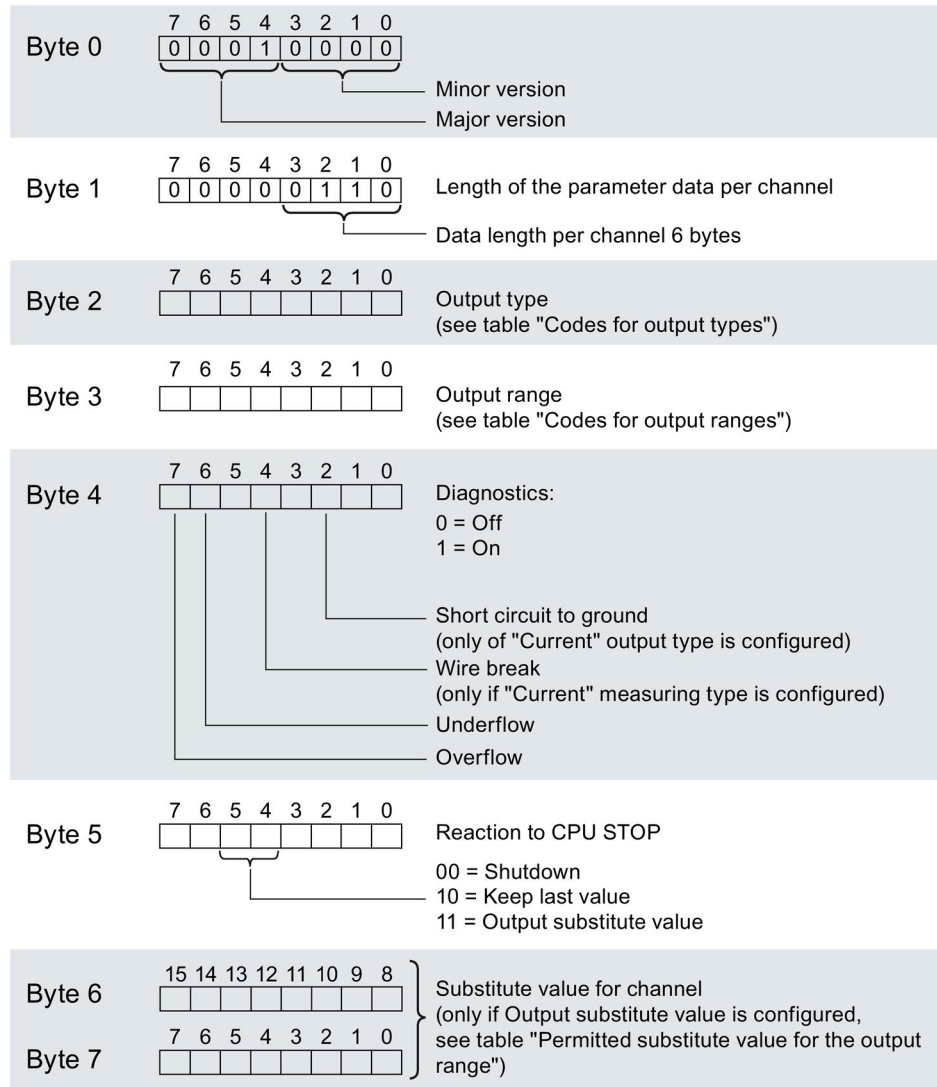 7 6 5 4 3 2 1 0
Byte 0
0 0 0 1 0 0 0 0
Minor version
Major version
7 6 5 4 3 2 1 0
Byte 1
0 0 0 0 0 1 1 0
Length of the parameter data per channel
Data length per channel 6 bytes
7 6 5 4 3 2 1 0
Byte 2
Output type
(see table "Codes for output types")
7 6 5 4 3 2 1 0
Byte 3
Output range
(see table "Codes for output ranges")
7 6 5 4 3 2 1 0
Byte 4
Diagnostics:
0 = Off
1 = On
Short circuit to ground
(only of "Current" output type is configured)
Wire break
(only if "Current" measuring type is configured)
Underflow
Overflow
7 6 5 4 3 2 1 0
Byte 5
Reaction to CPU STOP
00 = Shutdown
10 = Keep last value
11 = Output substitute value
15 14 13 12 11 10 9 8
Byte 6
Substitute value for channel
(only if Output substitute value is configured,
see table "Permitted substitute value for the output
range")
7 6 5 4 3 2 1 0
Byte 7